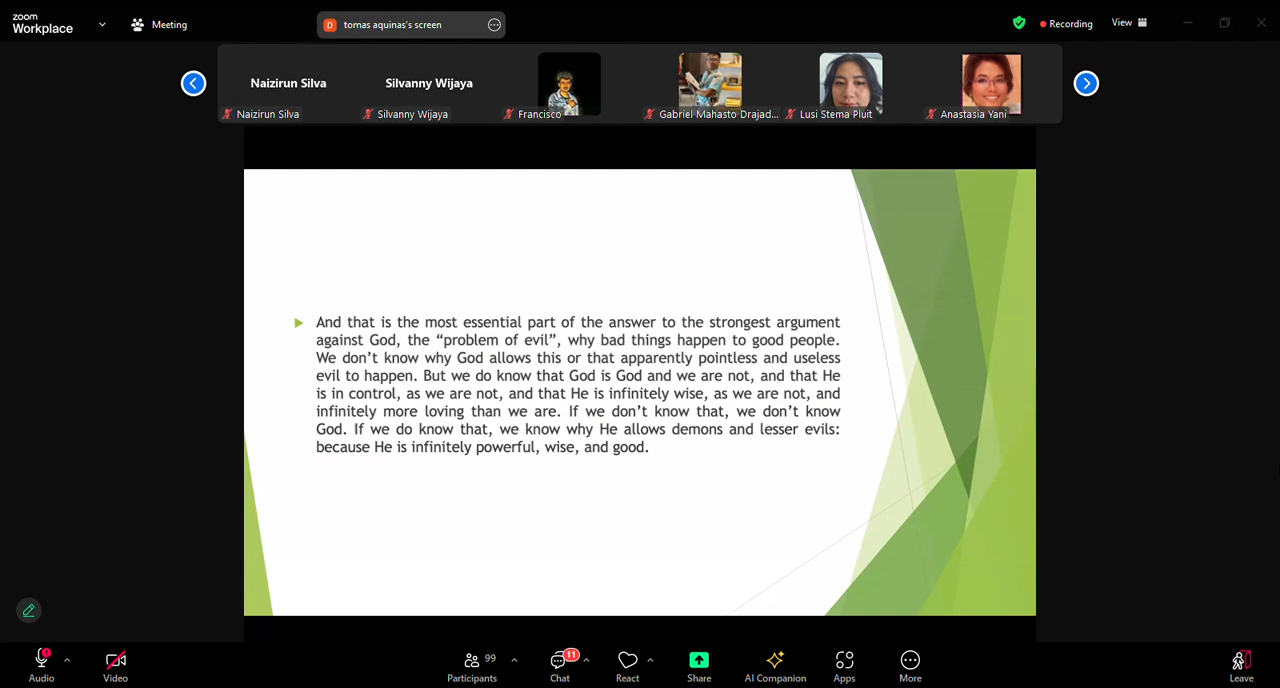 zoom
Workplace
Meeting
D tomas aquinas's screen
Recording
View
Naizirun Silva
Silvanny Wijaya
Naizirun Silva
Silvanny Wijaya
Francisco
Gabriel Mahasto Drajad...
Lusi Stema Pluit
Anastasia Yani
And that is the most essential part of the answer to the strongest argument
against God, the “problem of evil”, why bad things happen to good people.
We don’t know why God allows this or that apparently pointless and useless
evil to happen. But we do know that God is God and we are not, and that He
is in control, as we are not, and that He is infinitely wise, as we are not, and
infinitely more loving than we are. If we don’t know that, we don’t know
God. If we do know that, we know why He allows demons and lesser evils:
because He is infinitely powerful, wise, and good.
99
11
Audio
Video
Participants
Chat
React
Share
AI Companion
Apps
More
Leave